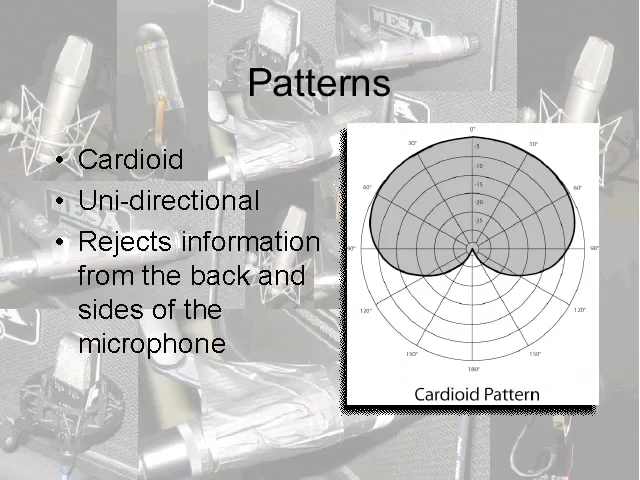 MESA
Patterns
• Cardioid
• Uni-directional
• Rejects information
from the back and
sides of the
microphone
0°
30°
30°
60°
60°
90°
90°
120°
120°
150°
150°
180°
-5
-10
-15
-20
-25
Cardioid Pattern